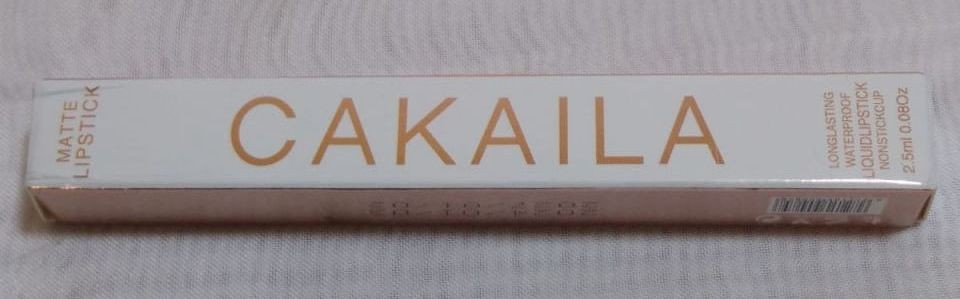 MATTE
LIPSTICK
CAKAILA
LONGLASTING
WATERPROOF
LIQUIDLIPSTICK
NONSTICKCUP
2.5ml 0.08Oz